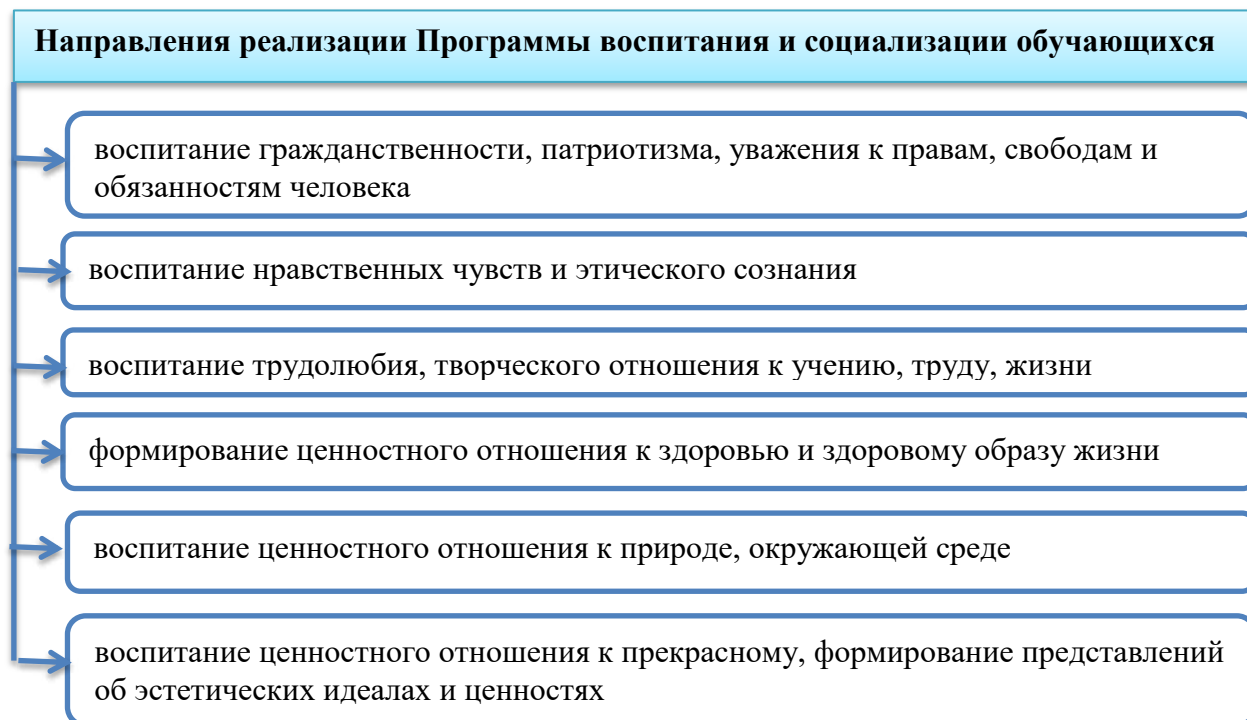 Направления реализации Программы воспитания и социализации обучающихся
воспитание гражданственности, патриотизма, уважения к правам, свободам и
обязанностям человека
воспитание нравственных чувств и этического сознания
воспитание трудолюбия, творческого отношения к учению, труду, жизни
формирование ценностного отношения к здоровью и здоровому образу жизни
воспитание ценностного отношения к природе, окружающей среде
воспитание ценностного отношения к прекрасному, формирование представлений
об эстетических идеалах и ценностях